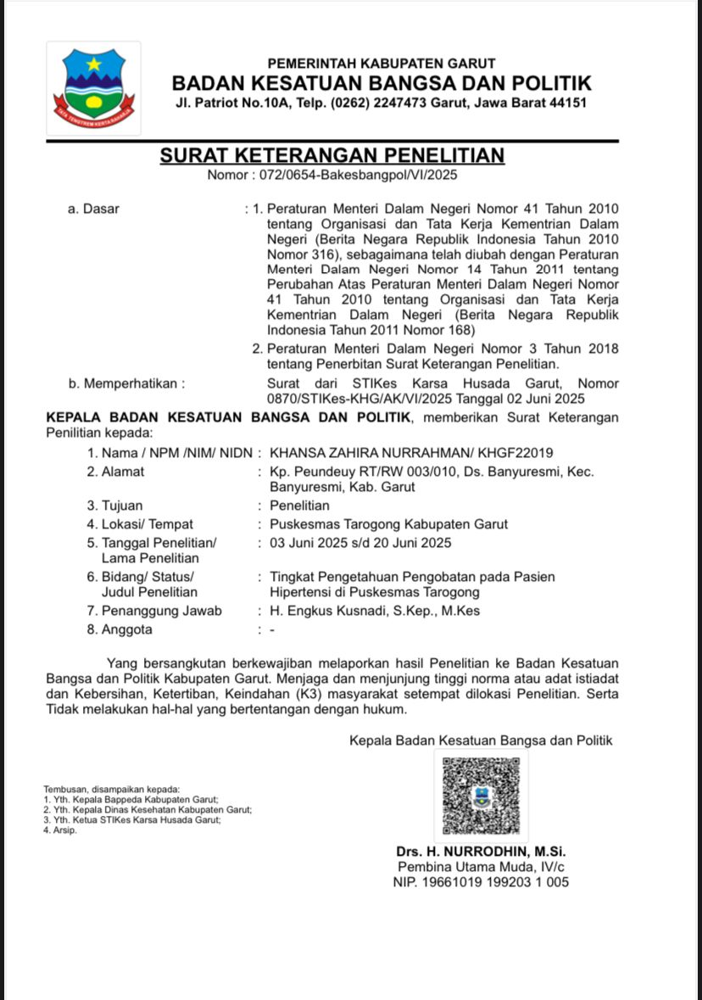 PEMERINTAH KABUPATEN GARUT
BADAN KESATUAN BANGSA DAN POLITIK
Jl. Patriot No.10A, Telp. (0262) 2247473 Garut, Jawa Barat 44151
TATA TENGTREM KERTA RAHARJA
SURAT KETERANGAN PENELITIAN
Nomor : 072/0654-Bakesbangpol/VI/2025
a. Dasar : 1. Peraturan Menteri Dalam Negeri Nomor 41 Tahun 2010
tentang Organisasi dan Tata Kerja Kementrian Dalam
Negeri (Berita Negara Republik Indonesia Tahun 2010
Nomor 316), sebagaimana telah diubah dengan Peraturan
Menteri Dalam Negeri Nomor 14 Tahun 2011 tentang
Perubahan Atas Peraturan Menteri Dalam Negeri Nomor
41 Tahun 2010 tentang Organisasi dan Tata Kerja
Kementrian Dalam Negeri (Berita Negara Republik
Indonesia Tahun 2011 Nomor 168)
2. Peraturan Menteri Dalam Negeri Nomor 3 Tahun 2018
tentang Penerbitan Surat Keterangan Penelitian.
b. Memperhatikan : Surat dari STIKes Karsa Husada Garut, Nomor
0870/STIKes-KHG/AK/VI/2025 Tanggal 02 Juni 2025
KEPALA BADAN KESATUAN BANGSA DAN POLITIK, memberikan Surat Keterangan
Penilitian kepada:
1. Nama / NPM /NIM/ NIDN : KHANSA ZAHIRA NURRAHMAN/ KHGF22019
2. Alamat : Kp. Peundeuy RT/RW 003/010, Ds. Banyuresmi, Kec.
Banyuresmi, Kab. Garut
3. Tujuan : Penelitian
4. Lokasi/ Tempat : Puskesmas Tarogong Kabupaten Garut
5. Tanggal Penelitian/ : 03 Juni 2025 s/d 20 Juni 2025
Lama Penelitian
6. Bidang/ Status/ : Tingkat Pengetahuan Pengobatan pada Pasien
Judul Penelitian Hipertensi di Puskesmas Tarogong
7. Penanggung Jawab : H. Engkus Kusnadi, S.Kep., M.Kes
8. Anggota : -
Yang bersangkutan berkewajiban melaporkan hasil Penelitian ke Badan Kesatuan
Bangsa dan Politik Kabupaten Garut. Menjaga dan menjunjung tinggi norma atau adat istiadat
dan Kebersihan, Ketertiban, Keindahan (K3) masyarakat setempat dilokasi Penelitian. Serta
Tidak melakukan hal-hal yang bertentangan dengan hukum.
Kepala Badan Kesatuan Bangsa dan Politik
Tembusan, disampaikan kepada:
1. Yth. Kepala Bappeda Kabupaten Garut;
2. Yth. Kepala Dinas Kesehatan Kabupaten Garut;
3. Yth. Ketua STIKes Karsa Husada Garut;
4. Arsip.
Drs. H. NURRODHIN, M.Si.
Pembina Utama Muda, IV/c
NIP. 19661019 199203 1 005